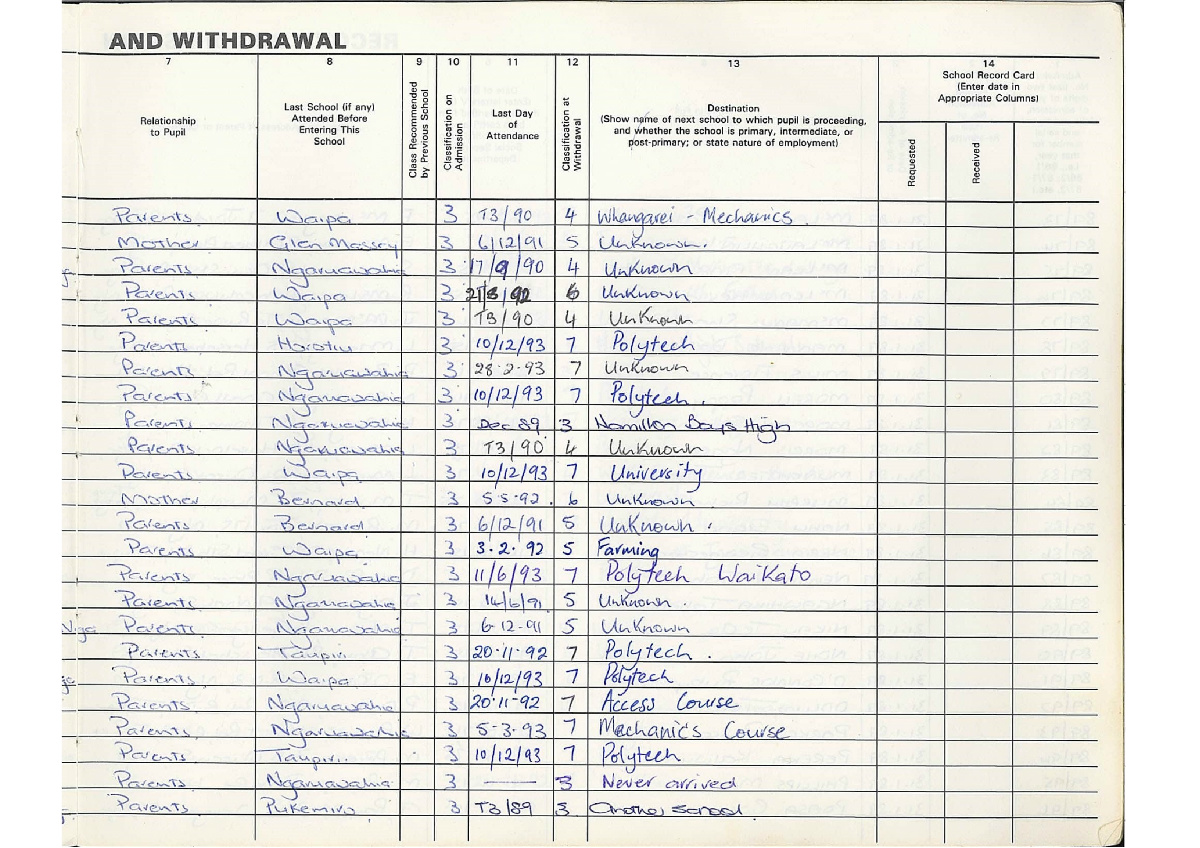 AND WITHDRAWAL
7 8 9 10 11 12 13 14
Relationship to Pupil
Last School (if any) Attended Before Entering This School
Class Recommended by Previous School
Classification on Admission
Last Day of Attendance
Classification at Withdrawal
Destination
(Show name of next school to which pupil is proceeding, and whether the school is primary, intermediate, or post-primary; or state nature of employment)
School Record Card
(Enter date in Appropriate Columns)
Requested
Received
Parents Waipa 3 T3/90 4 Whangarei - Mechanics
Mother Glen Massey 3 6/12/91 5 Unknown.
Parents Ngaruawahia 3 17/9/90 4 Unknown
Parents Waipa 3 92 6 Unknown
Parents Waipa 3 T3/90 4 Unknown
Parents Horotiu 3 10/12/93 7 Polytech
Parents Ngaruawahia 3 28.2.93 7 Unknown
Parents Ngaruawahia 3 10/12/93 7 Polytech.
Parents Ngaruawahia 3 Dec 89 3 Hamilton Boys High
Parents Ngaruawahia 3 T3/90 4 Unknown
Parents Waipa 3 10/12/93 7 University
Mother Bernard 3 5.5.92. 6 Unknown
Parents Bernard 3 6/12/91 5 Unknown.
Parents Waipa 3 3.2.92 5 Farming
Parents Ngaruawahia 3 11/6/93 7 Polytech Waikato
Parents Ngaruawahia 3 14/6/91 5 Unknown.
Parents Ngaruawahia 3 6-12-91 5 Unknown
Parents Taupiri 3 20.11.92 7 Polytech.
Parents Waipa 3 10/12/93 7 Polytech
Parents Ngaruawahia 3 20.11.92 7 Access Course
Parents Ngaruawahia 3 5-3.93 7 Mechanics Course
Parents Taupiri 3 10/12/93 7 Polytech
Parents Ngaruawahia 3 — 3 Never arrived
Parents Pukemiro 3 T3/89 3 Another School